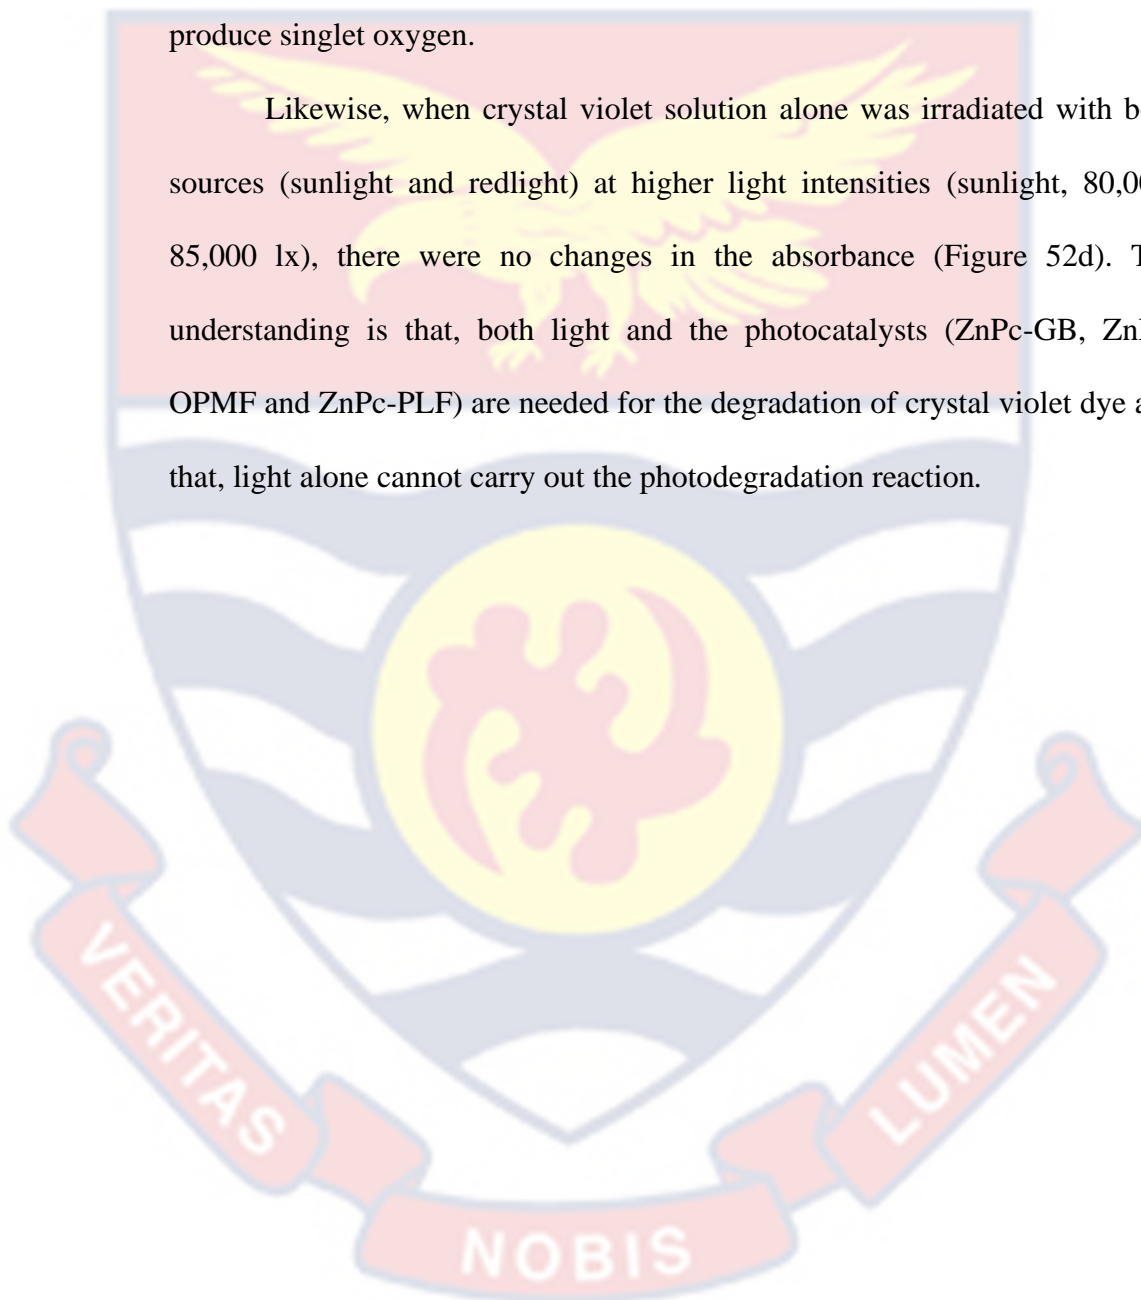 produce singlet oxygen.
Likewise, when crystal violet solution alone was irradiated with
sources (sunlight and redlight) at higher light intensities (sunlight,
85,000 lx), there were no changes in the absorbance (Figure 52d).
understanding is that, both light and the photocatalysts (ZnPc-GB,
OPMF and ZnPc-PLF) are needed for the degradation of crystal violet dye
that, light alone cannot carry out the photodegradation reaction.
VERITAS
NOBIS
LUMEN